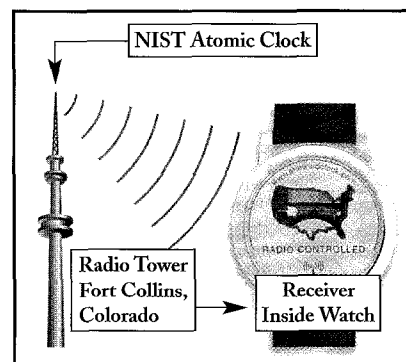 NIST Atomic Clock
RADIO CONTROLLED
Radio Tower
Fort Collins,
Colorado
Receiver
Inside Watch